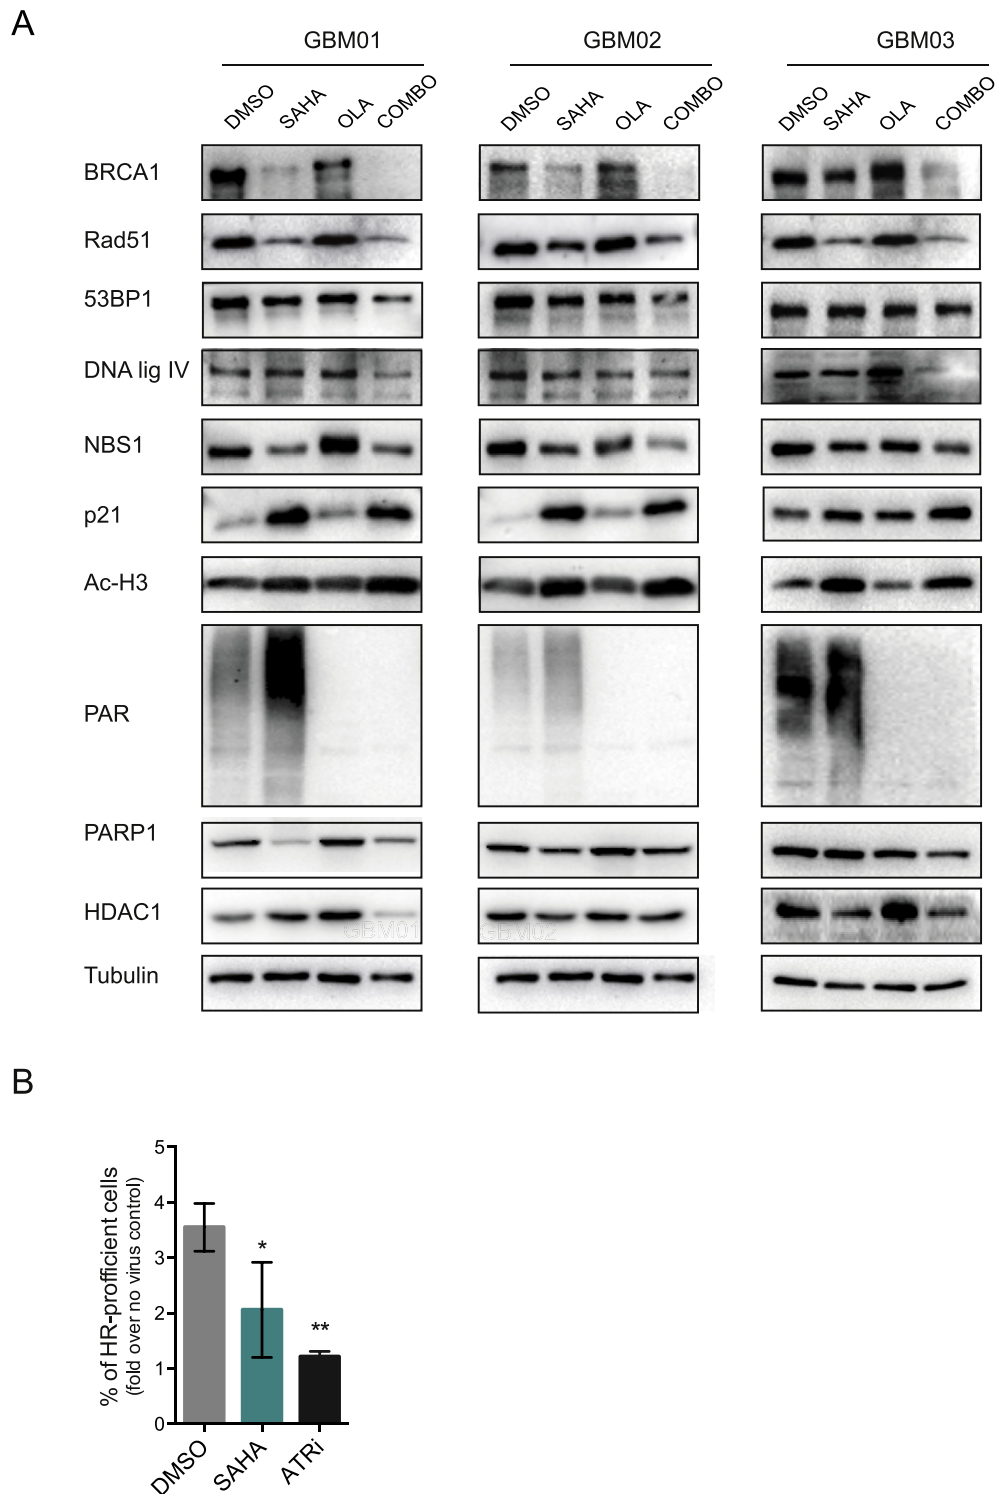 A
GBM01 GBM02 GBM03
DMSO SAHA OLA COMBO DMSO SAHA OLA COMBO DMSO SAHA OLA COMBO
BRCA1
Rad51
53BP1
DNA lig IV
NBS1
p21
Ac-H3
PAR
PARP1
HDAC1
GBM01 GBM02
Tubulin
B
% of HR-profficient cells
(fold over no virus control)
5
4
3
2
1
0
*
**
DMSO SAHA ATRi